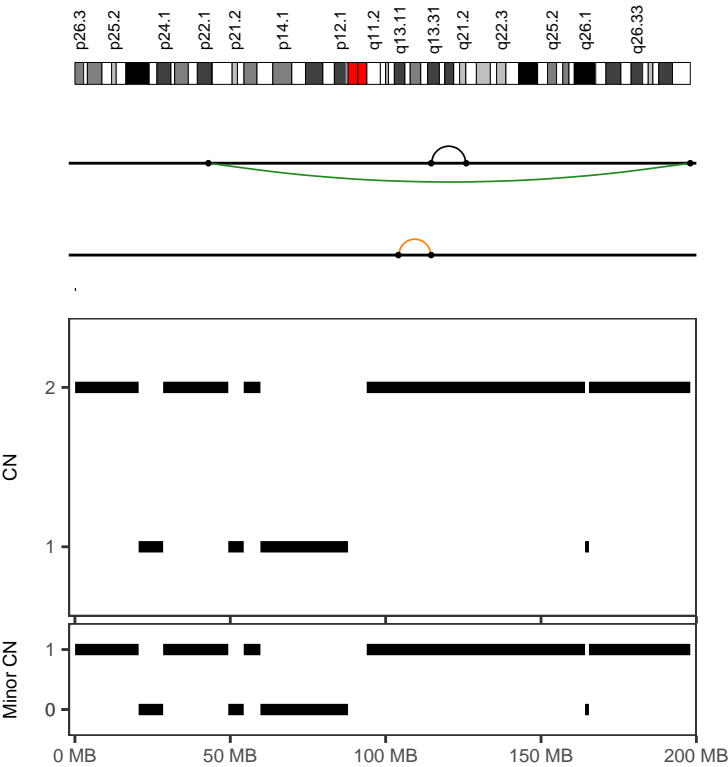 p26.3 p25.2 p24.1 p22.1 p21.2 p14.1 p12.1 q11.2 q13.11 q13.31 q21.2 q22.3 q25.2 q26.1 q26.33
CN
2
1
Minor CN
1
0
0 MB 50 MB 100 MB 150 MB 200 MB